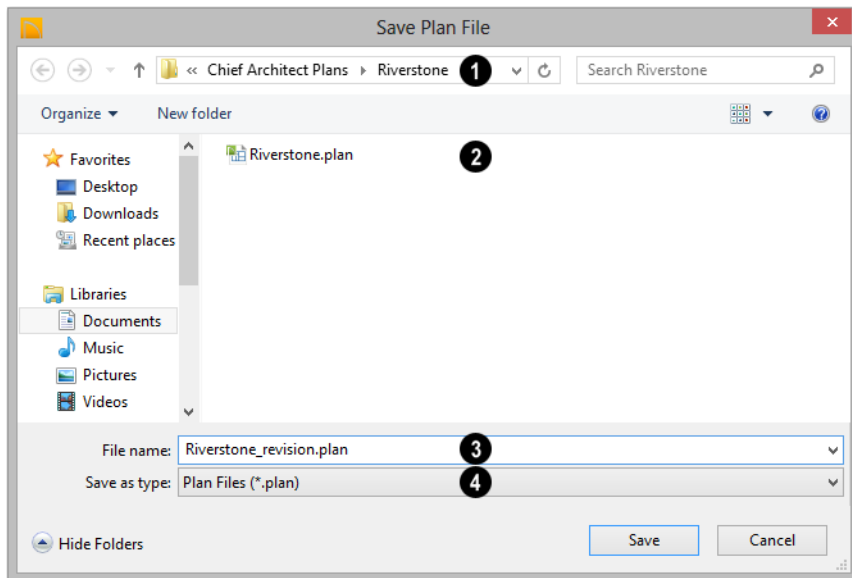 Save Plan File
« Chief Architect Plans Riverstone 1 Search Riverstone
Organize New folder
Favorites
Desktop
Downloads
Recent places
Libraries
Documents
Music
Pictures
Videos
Riverstone.plan 2
File name: Riverstone_revision.plan 3
Save as type: Plan Files (*.plan) 4
Hide Folders Save Cancel